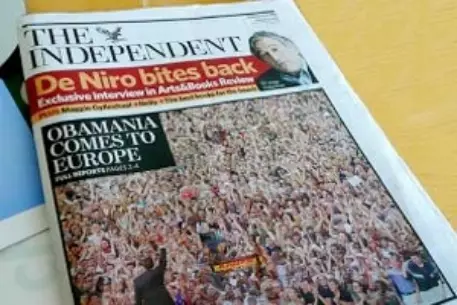 THE
INDEPENDENT
De Niro bites back
Exclusive interview in Arts&Books Review
OBAMANIA
COMES TO
EUROPE
FULL REPORTS PAGES 2-4